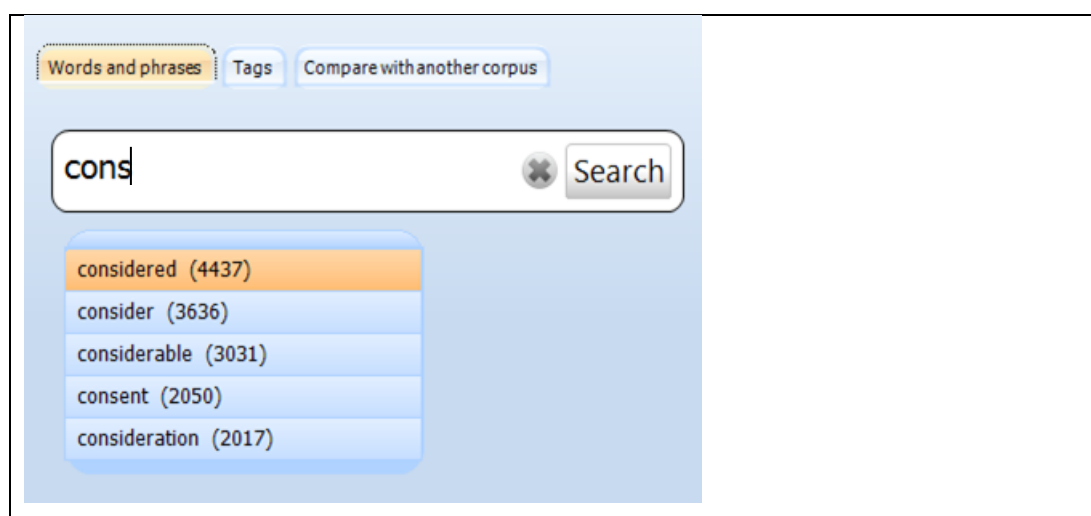 Words and phrases Tags Compare with another corpus
cons Search
considered (4437)
consider (3636)
considerable (3031)
consent (2050)
consideration (2017)